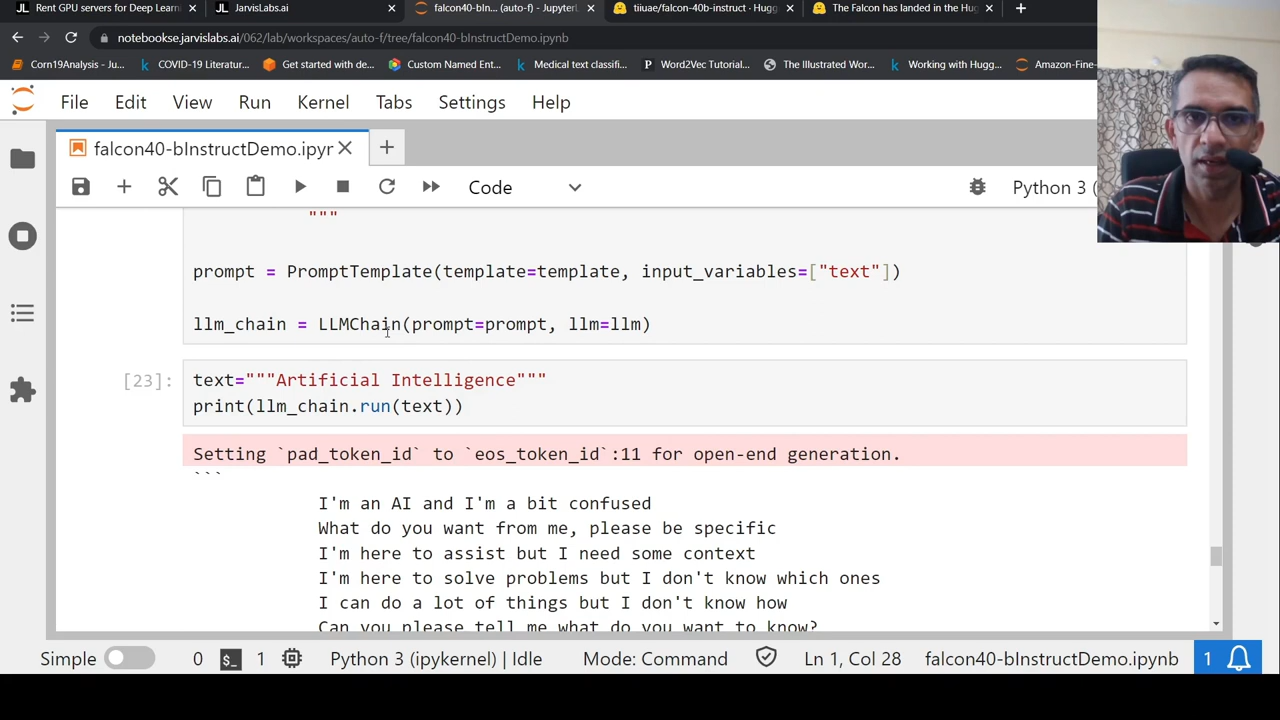 Rent GPU servers for Deep Learni
JarvisLabs.ai
falcon40-bIn... (auto-f) - JupyterL
tiiuae/falcon-40b-instruct · Hugg
The Falcon has landed in the Hug
notebookse.jarvislabs.ai/062/lab/workspaces/auto-f/tree/falcon40-bInstructDemo.ipynb
Corn19Analysis - Ju...
COVID-19 Literatur...
Get started with de...
Custom Named Ent...
Medical text classifi...
Word2Vec Tutorial...
The Illustrated Wor...
Working with Hugg...
Amazon-Fine-
File Edit View Run Kernel Tabs Settings Help
falcon40-bInstructDemo.ipyr
Code
Python 3 (
"""
prompt = PromptTemplate(template=template, input_variables=["text"])
llm_chain = LLMChain(prompt=prompt, llm=llm)
[23]: text="""Artificial Intelligence"""
print(llm_chain.run(text))
Setting `pad_token_id` to `eos_token_id`:11 for open-end generation.
```
I'm an AI and I'm a bit confused
What do you want from me, please be specific
I'm here to assist but I need some context
I'm here to solve problems but I don't know which ones
I can do a lot of things but I don't know how
Can you please tell me what do you want to know?
Simple 0 $_ 1 Python 3 (ipykernel) | Idle Mode: Command Ln 1, Col 28 falcon40-bInstructDemo.ipynb 1